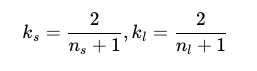 k_s = \frac{2}{n_s + 1}, k_l = \frac{2}{n_l + 1}